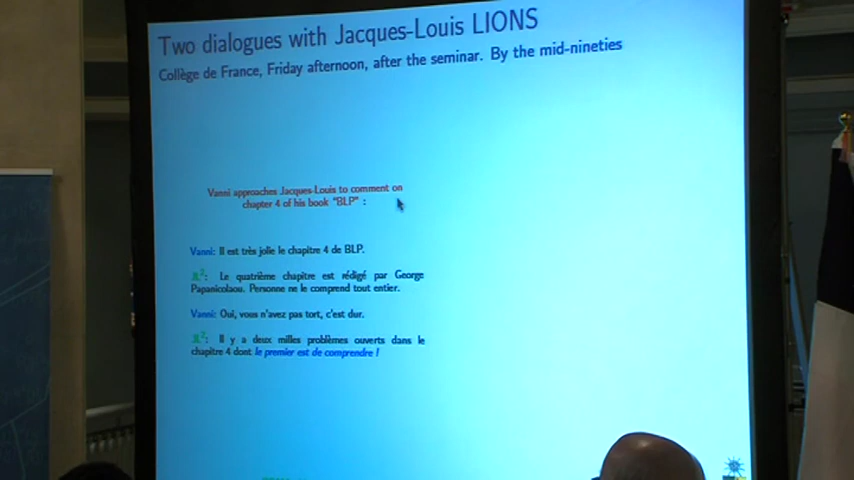 Two dialogues with Jacques-Louis LIONS
Collège de France, Friday afternoon, after the seminar. By the mid-nineties
Vanni approaches Jacques-Louis to comment on
chapter 4 of his book "BLP" :
Vanni: Il est très jolie le chapitre 4 de BLP.
JL²: Le quatrième chapitre est rédigé par George
Papanicolaou. Personne ne le comprend tout entier.
Vanni: Oui, vous n'avez pas tort, c'est dur.
JL²: Il y a deux milles problèmes ouverts dans le
chapitre 4 dont le premier est de comprendre !